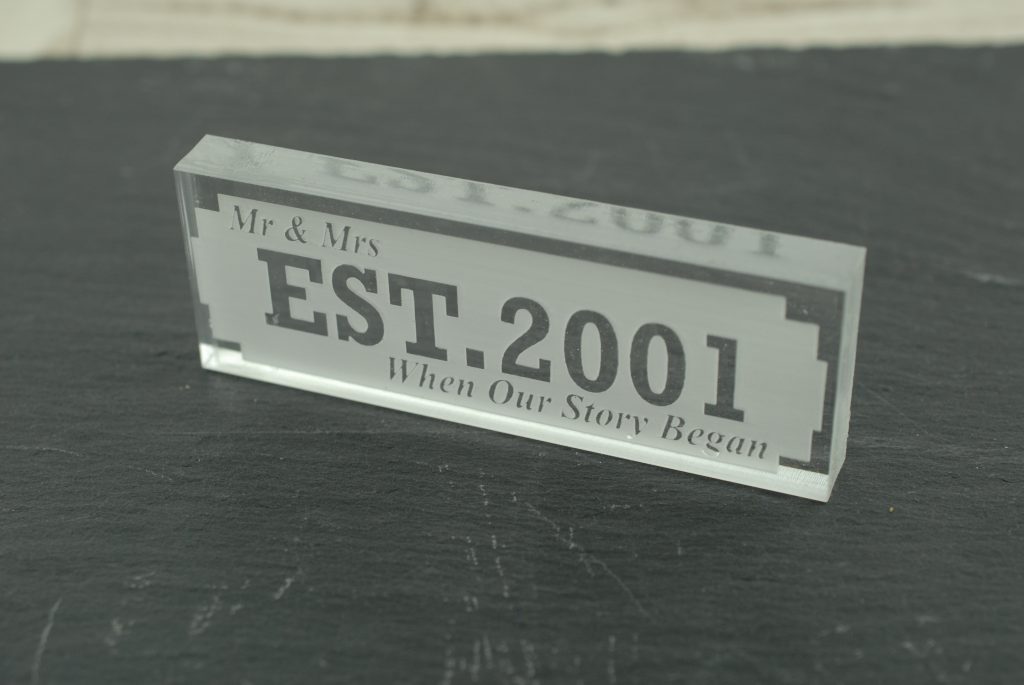 Mr & Mrs
EST.2001
When Our Story Began